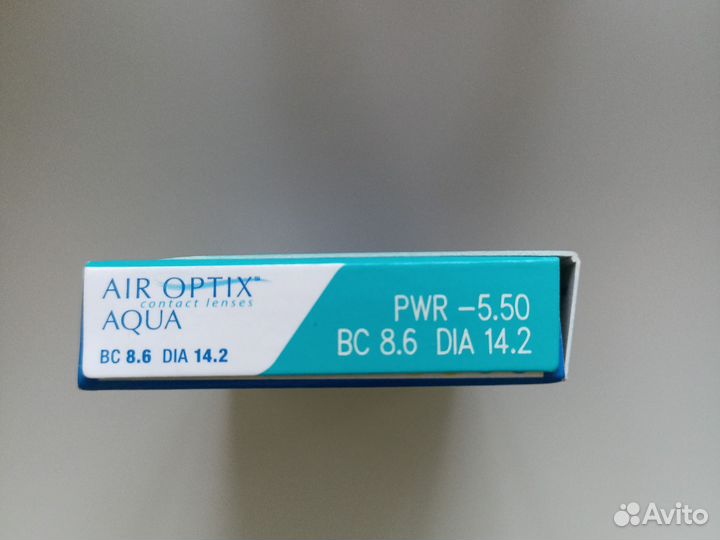 AIR OPTIX™
contact lenses
AQUA
BC 8.6 DIA 14.2
PWR -5.50
BC 8.6 DIA 14.2
Avito